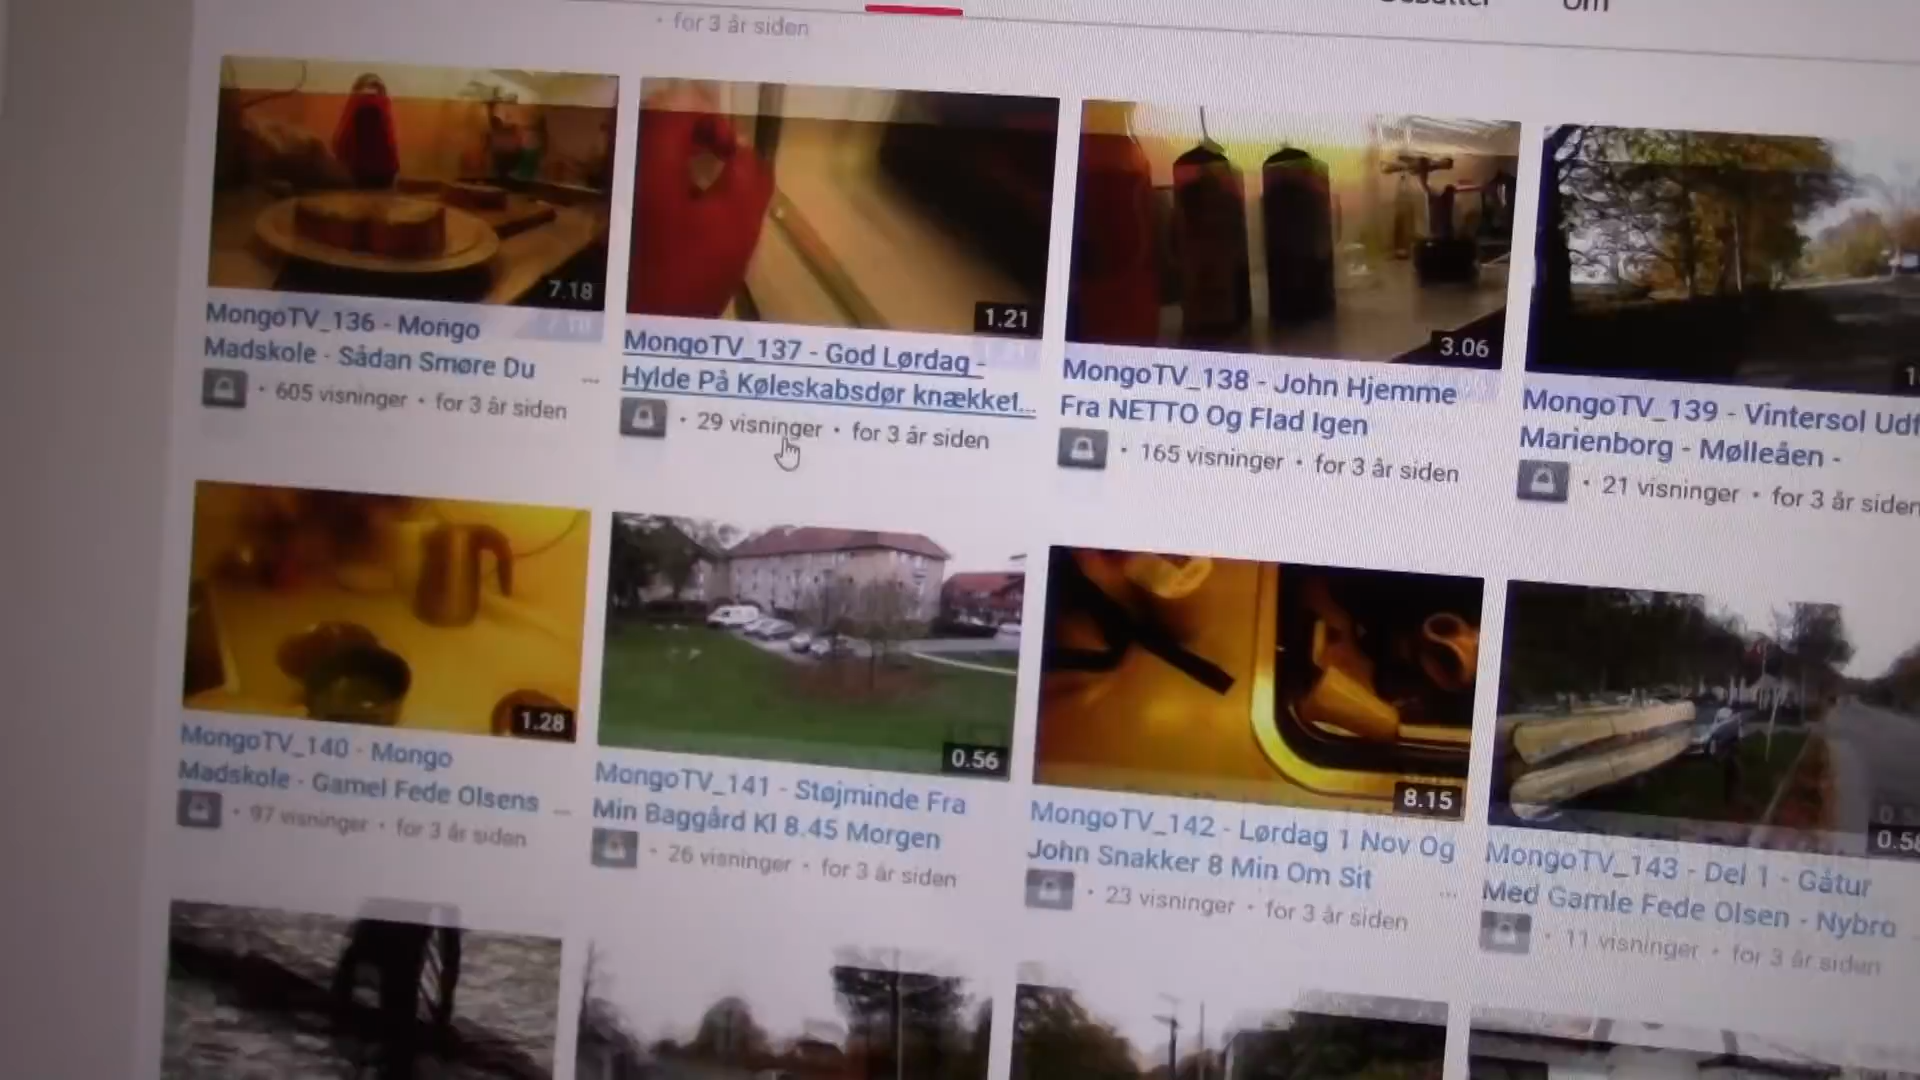 Om
for 3 år siden
7.18
1.21
3.06
MongoTV_136 - Mongo
Madskole - Sådan Smøre Du
605 visninger • for 3 år siden
MongoTV_137 - God Lørdag -
Hylde På Køleskabsdør knækket...
29 visninger • for 3 år siden
MongoTV_138 - John Hjemme
Fra NETTO Og Flad Igen
165 visninger • for 3 år siden
MongoTV_139 - Vintersol
Marienborg - Mølleåen -
21 visninger • for 3 år siden
1.28
0.56
8.15
0.58
MongoTV_140 - Mongo
Madskole - Gamel Fede Olsens ...
97 visninger • for 3 år siden
MongoTV_141 - Støjminde Fra
Min Baggård Kl 8.45 Morgen
26 visninger • for 3 år siden
MongoTV_142 - Lørdag 1 Nov Og
John Snakker 8 Min Om Sit ...
23 visninger • for 3 år siden
MongoTV_143 - Del 1 - Gåtur
Med Gamle Fede Olsen - Nybro
11 visninger • for 3 år siden